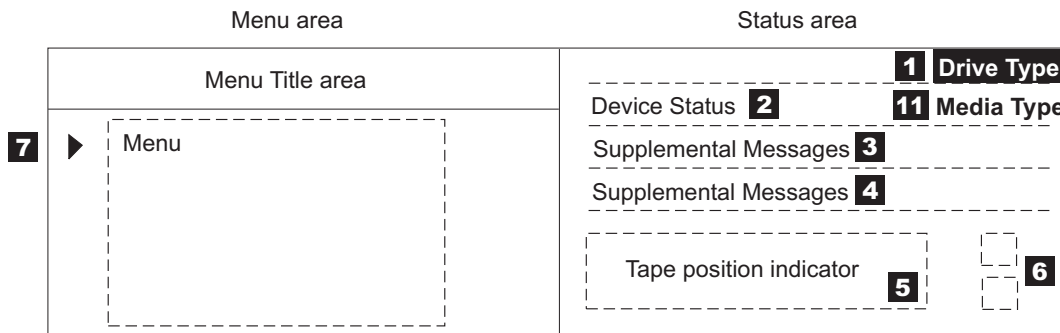 Menu area
Status area
Menu Title area
1 Drive Type
Device Status 2
11 Media Type
7
Menu
Supplemental Messages 3
Supplemental Messages 4
Tape position indicator
5
6